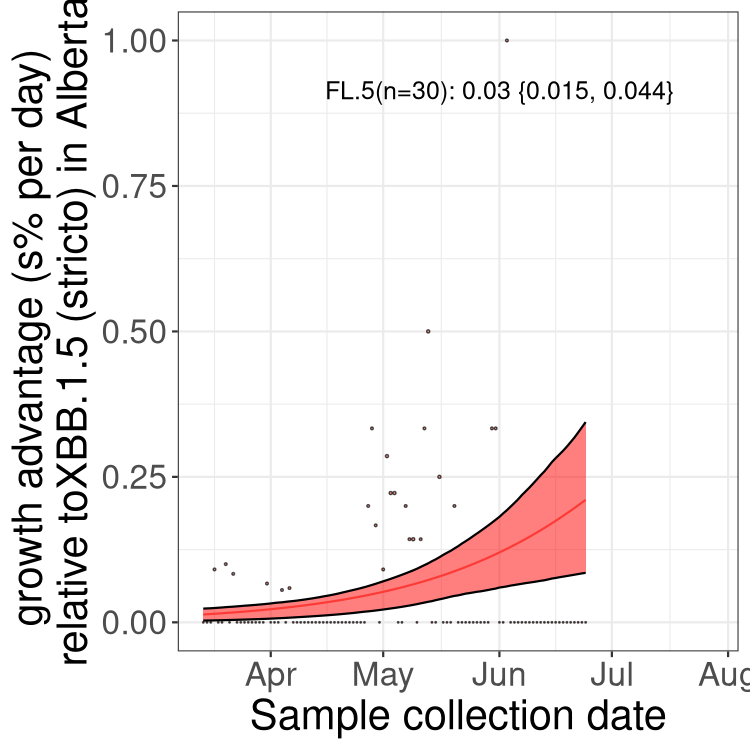 growth advantage (s% per day)
relative toXBB.1.5 (stricto) in Alberta
1.00
0.75
0.50
0.25
0.00
FL.5(n=30): 0.03 {0.015, 0.044}
Apr
May
Jun
Jul
Aug
Sample collection date